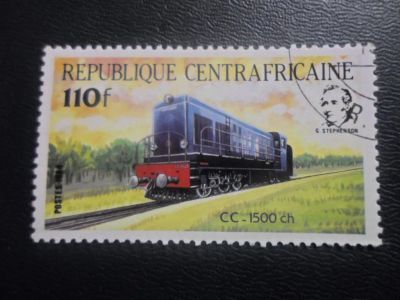 REPUBLIQUE CENTRAFRICAINE
110f
G. STEPHENSON
POSTES 1984
CC-1500 ch